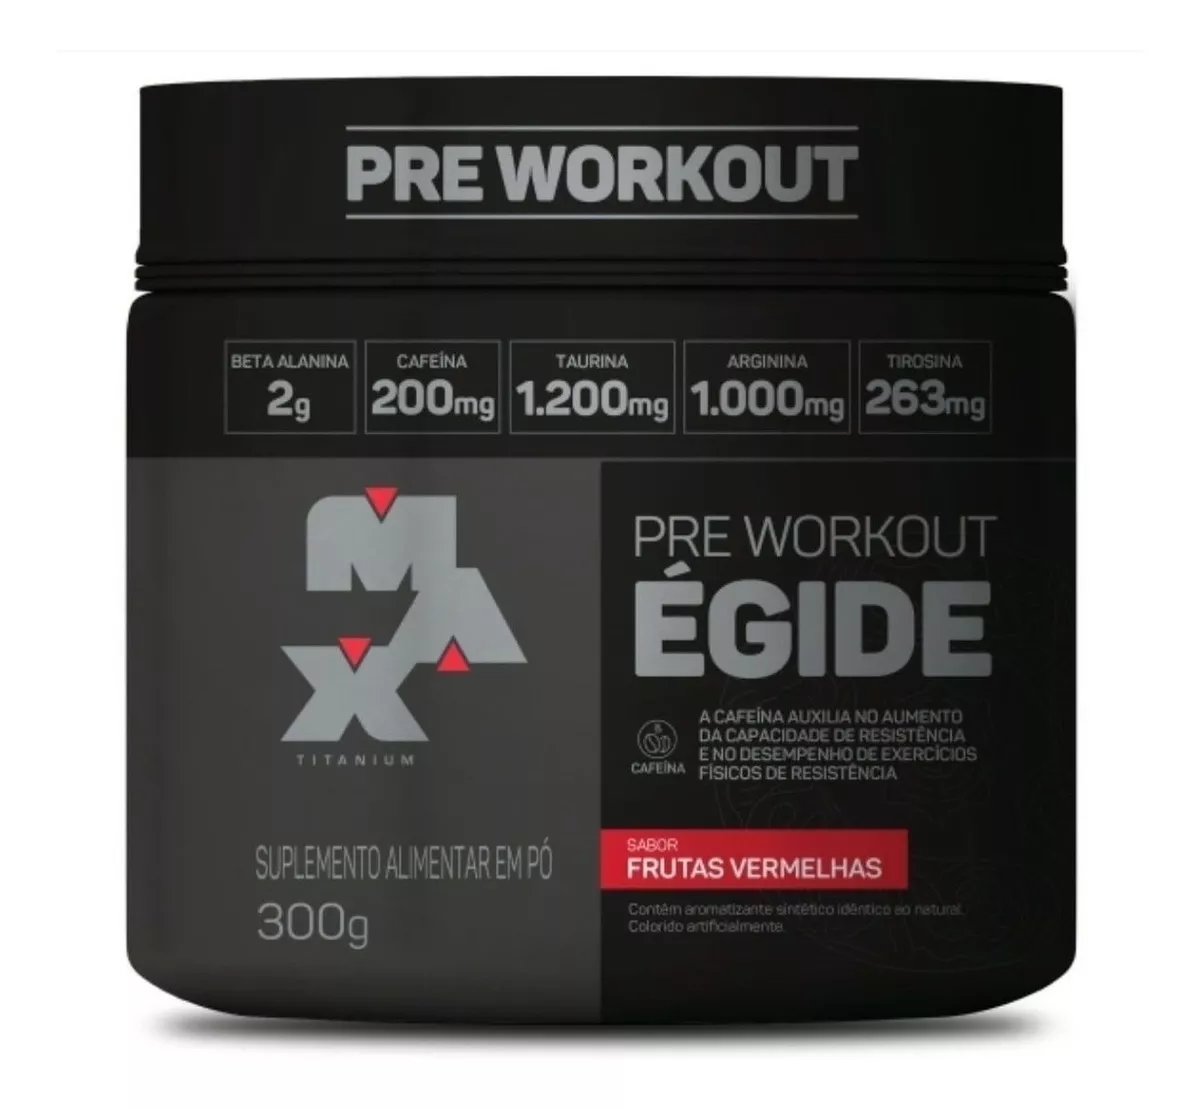 PRE WORKOUT
BETA ALANINA
2g
CAFEÍNA
200mg
TAURINA
1.200mg
ARGININA
1.000mg
TIROSINA
263mg
MAX
TITANIUM
SUPLEMENTO ALIMENTAR EM PÓ
300g
PRE WORKOUT
ÉGIDE
CAFEÍNA
A CAFEÍNA AUXILIA NO AUMENTO
DA CAPACIDADE DE RESISTÊNCIA
E NO DESEMPENHO DE EXERCÍCIOS
FÍSICOS DE RESISTÊNCIA
SABOR
FRUTAS VERMELHAS
Contém aromatizante sintético idêntico ao natural.
Colorido artificialmente.